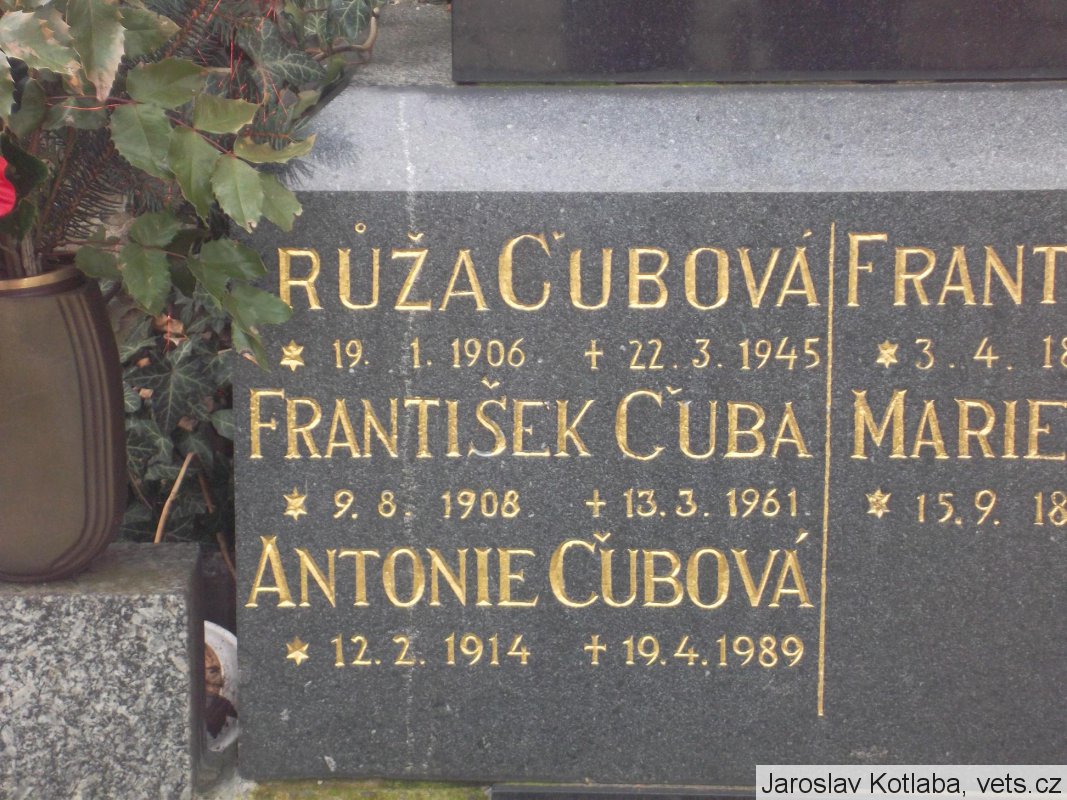 RŮŽA ČUBOVÁ
* 19. 1. 1906 + 22. 3. 1945
FRANTIŠEK ČUBA
* 9. 8. 1908 + 13. 3. 1961.
ANTONIE ČUBOVÁ
* 12. 2. 1914 + 19. 4. 1989
FRANT
* 3. 4. 18
MARIE
* 15. 9. 18
Jaroslav Kotlaba, vets.cz